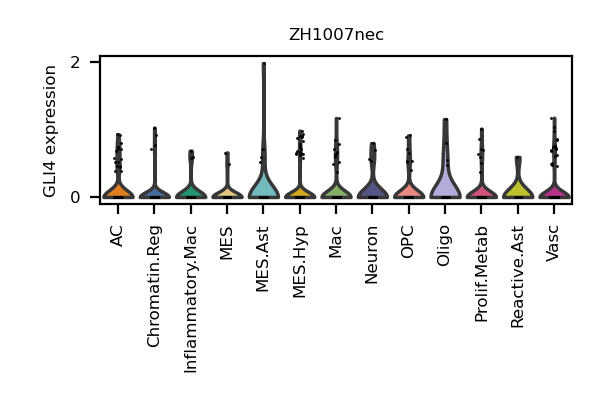 ZH1007nec
GLI4 expression
2
0
AC
Chromatin.Reg
Inflammatory.Mac
MES
MES.Ast
MES.Hyp
Mac
Neuron
OPC
Oligo
Prolif.Metab
Reactive.Ast
Vasc